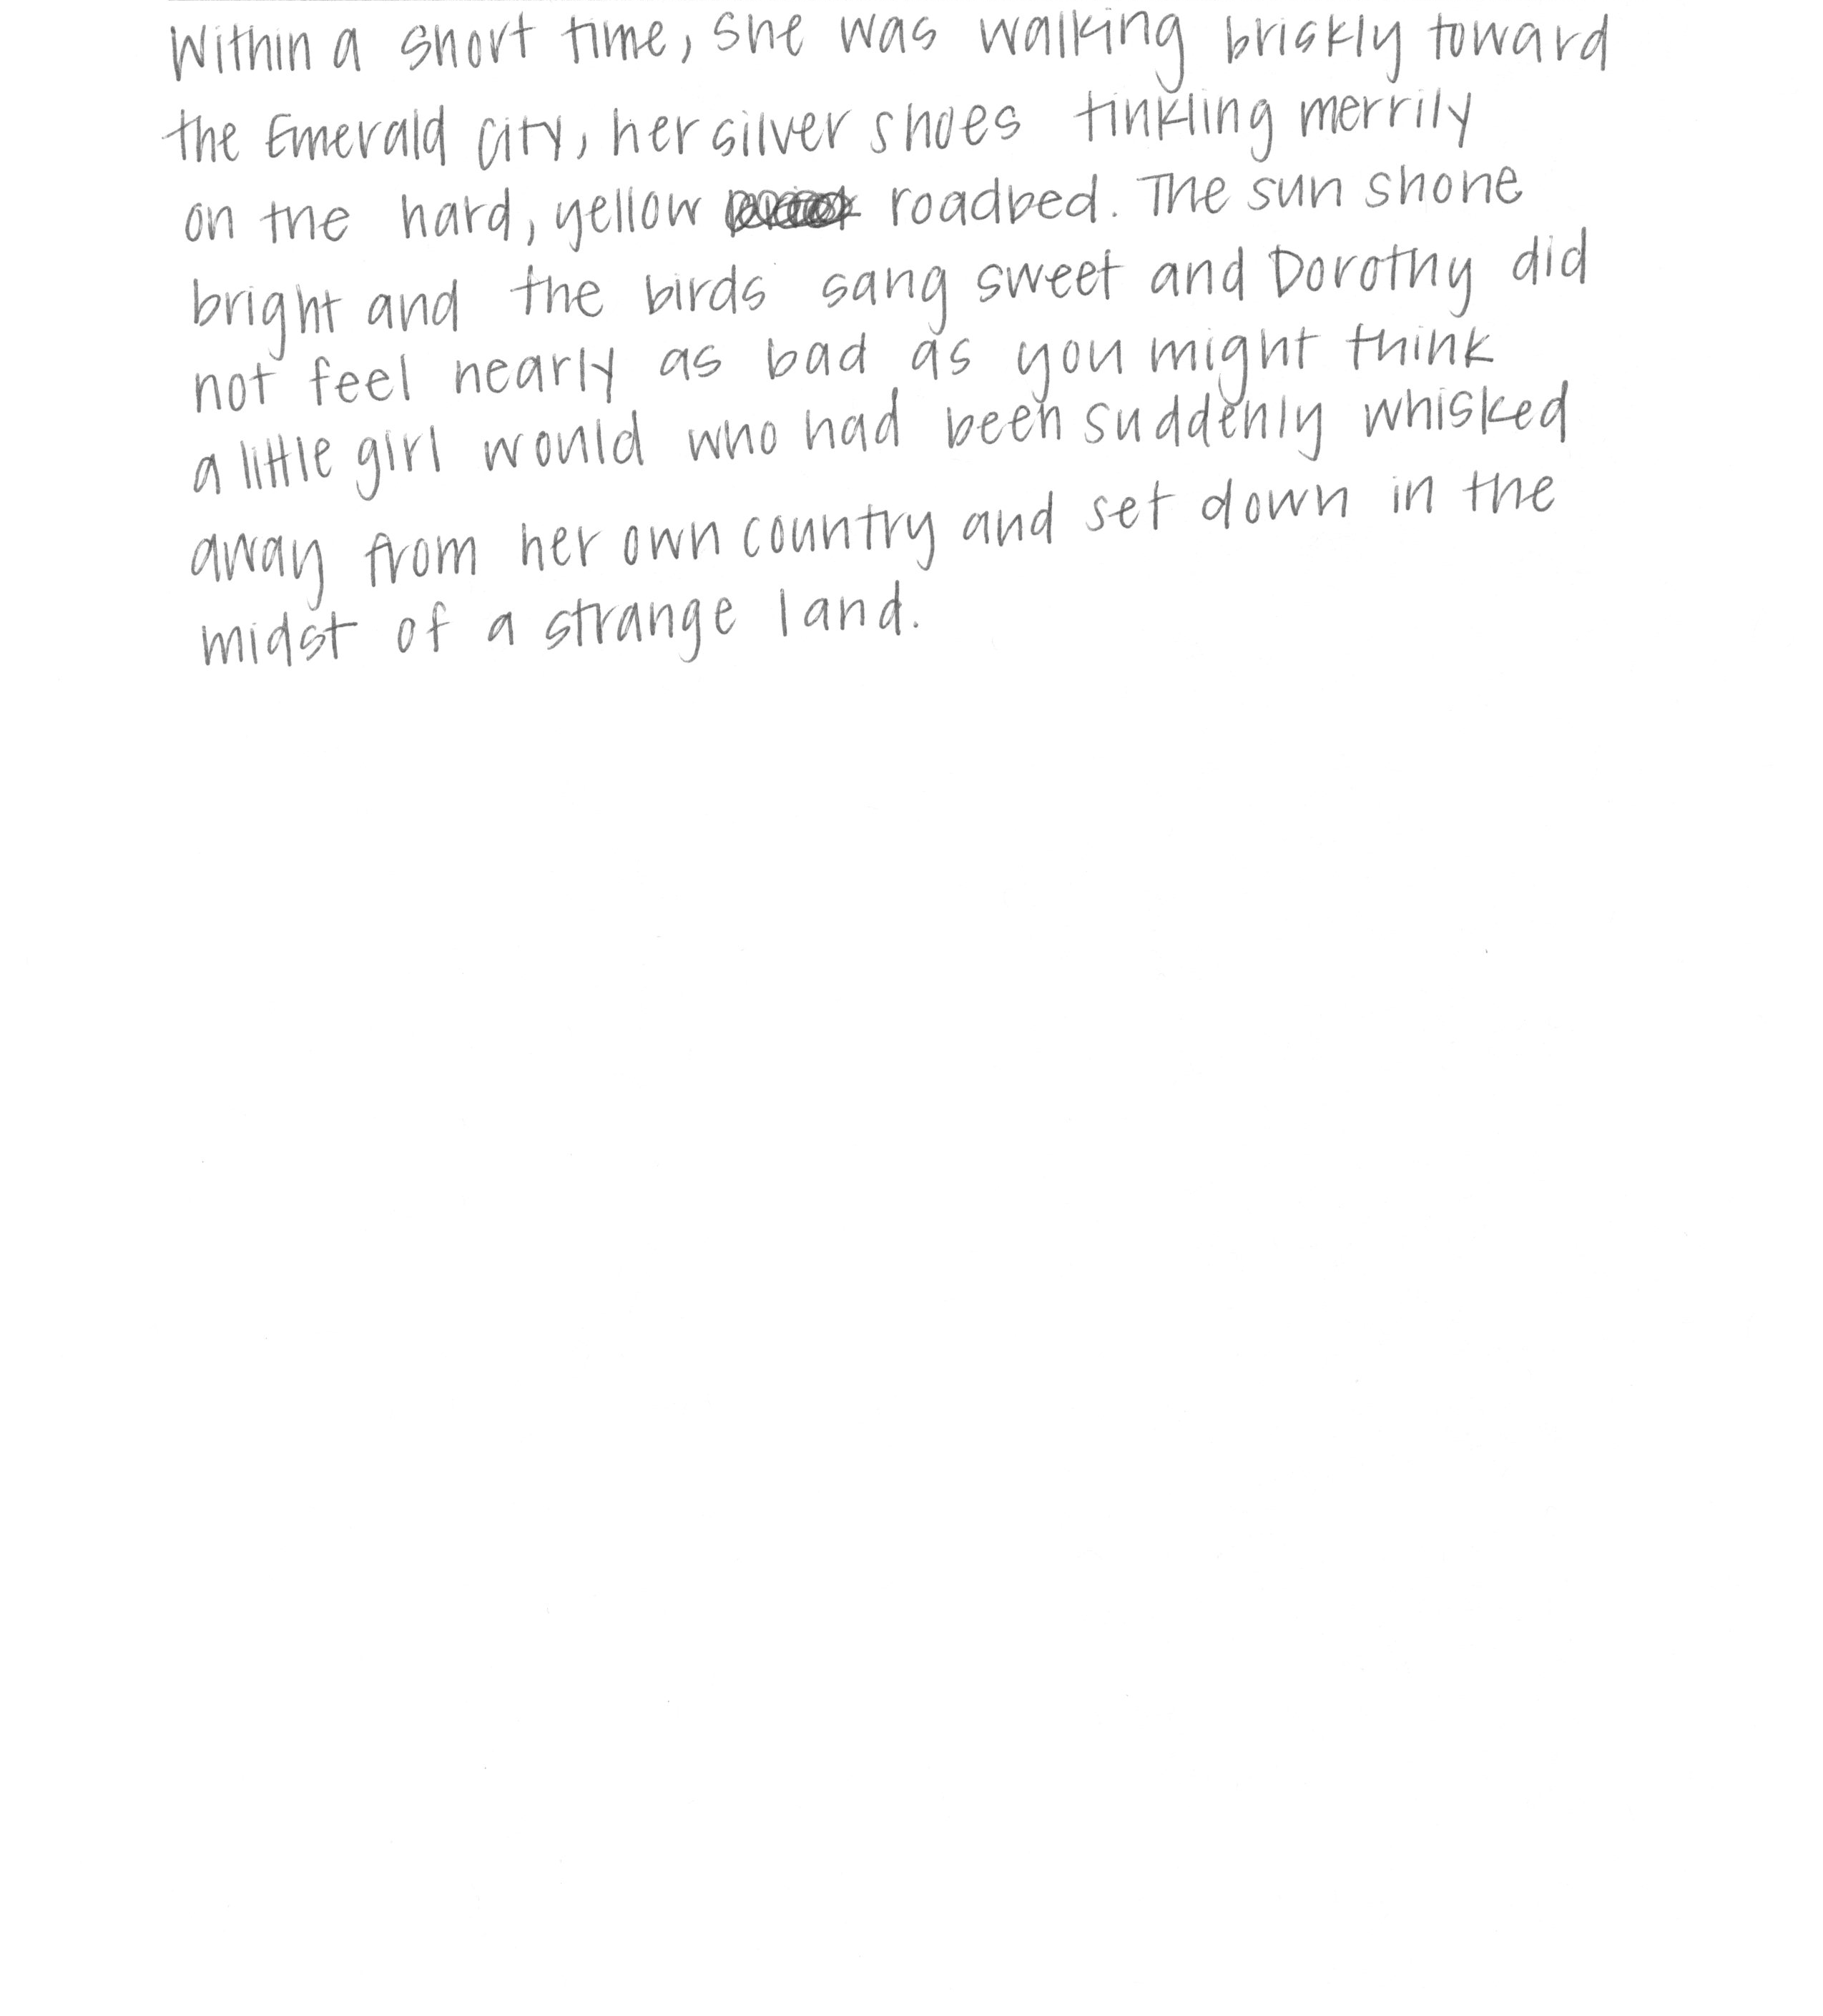 Within a short time, she was walking briskly toward
the Emerald City, her silver shoes tinkling merrily
on the hard, yellow roadbed. The sun shone
bright and the birds sang sweet and Dorothy did
not feel nearly as bad as you might think
a little girl would who had been suddenly whisked
away from her own country and set down in the
midst of a strange land.